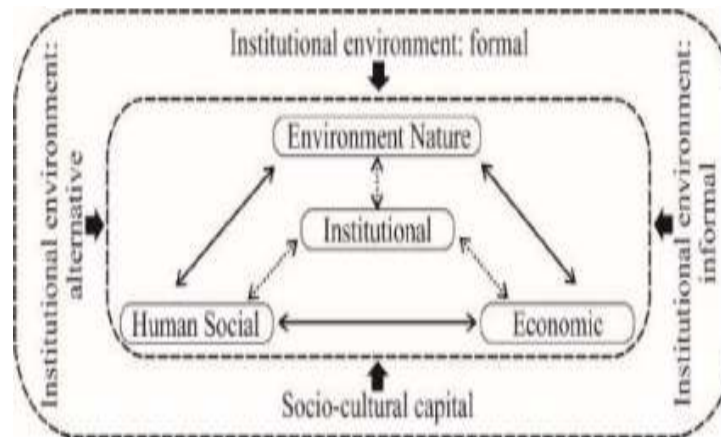 Institutional environment: formal
Institutional environment:
alternative
Environment Nature
Institutional
Human Social
Economic
Institutional environment:
informal
Socio-cultural capital